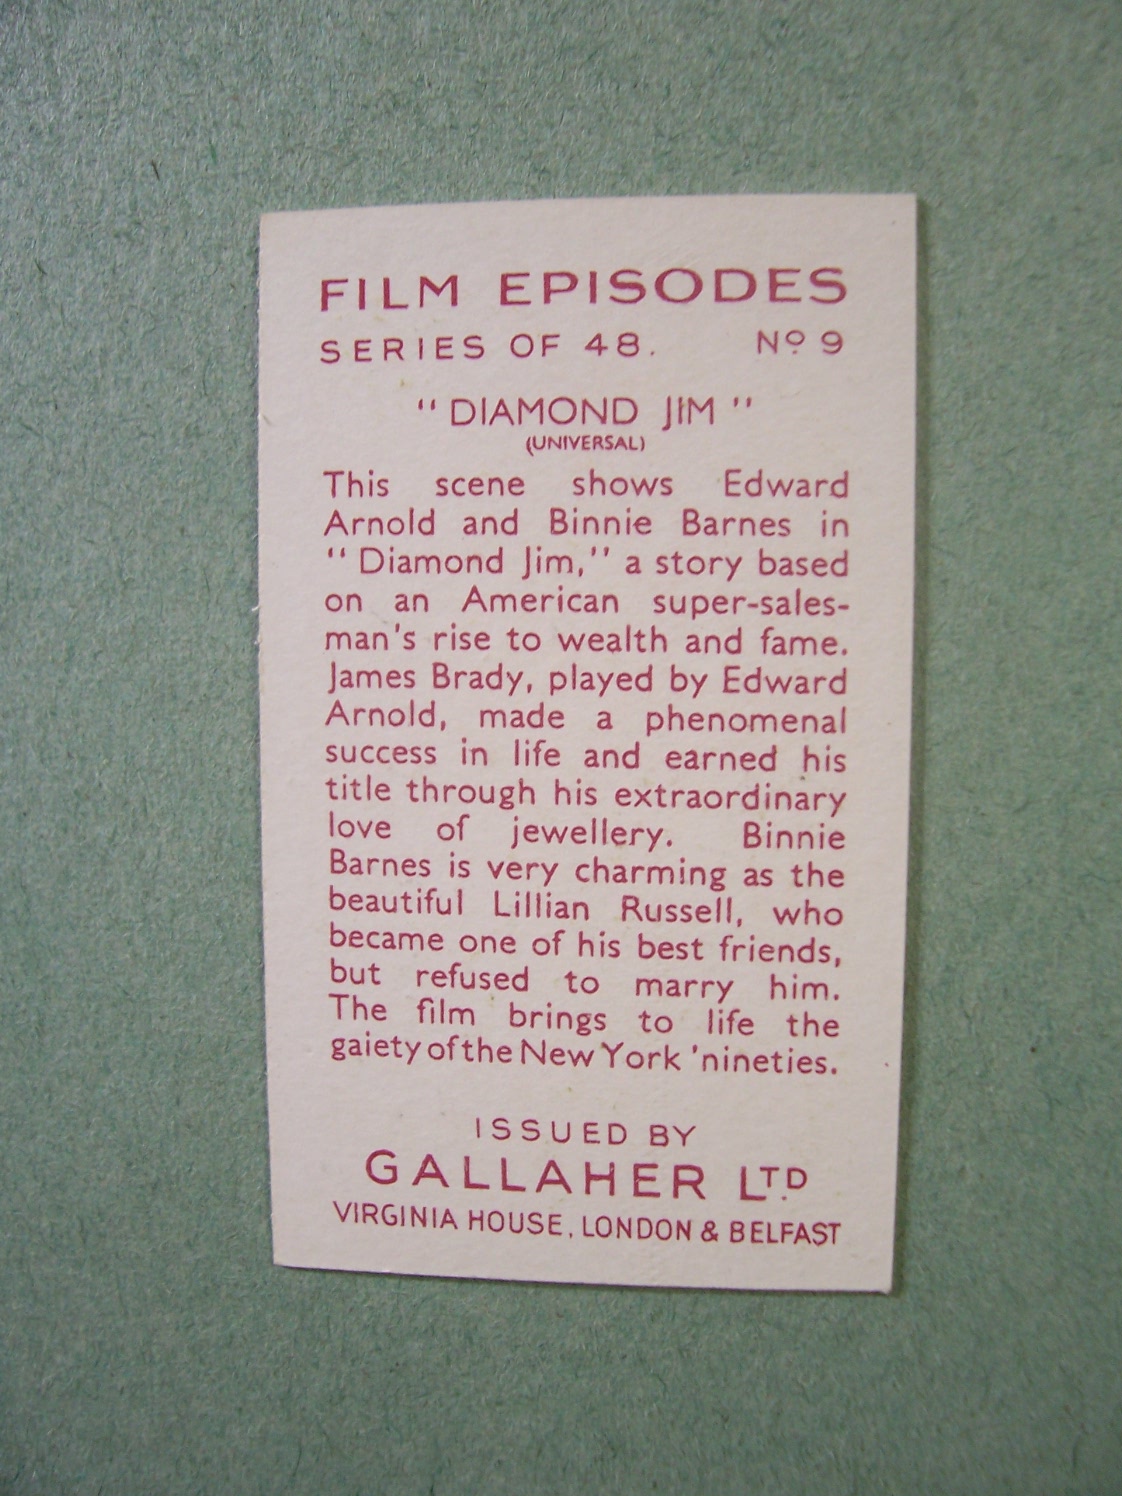 FILM EPISODES
SERIES OF 48. Nº 9
" DIAMOND JIM "
(UNIVERSAL)
This scene shows Edward
Arnold and Binnie Barnes in
" Diamond Jim," a story based
on an American super-sales-
man's rise to wealth and fame.
James Brady, played by Edward
Arnold, made a phenomenal
success in life and earned his
title through his extraordinary
love of jewellery. Binnie
Barnes is very charming as the
beautiful Lillian Russell, who
became one of his best friends,
but refused to marry him.
The film brings to life the
gaiety of the New York 'nineties.
ISSUED BY
GALLAHER LTD.
VIRGINIA HOUSE, LONDON & BELFAST